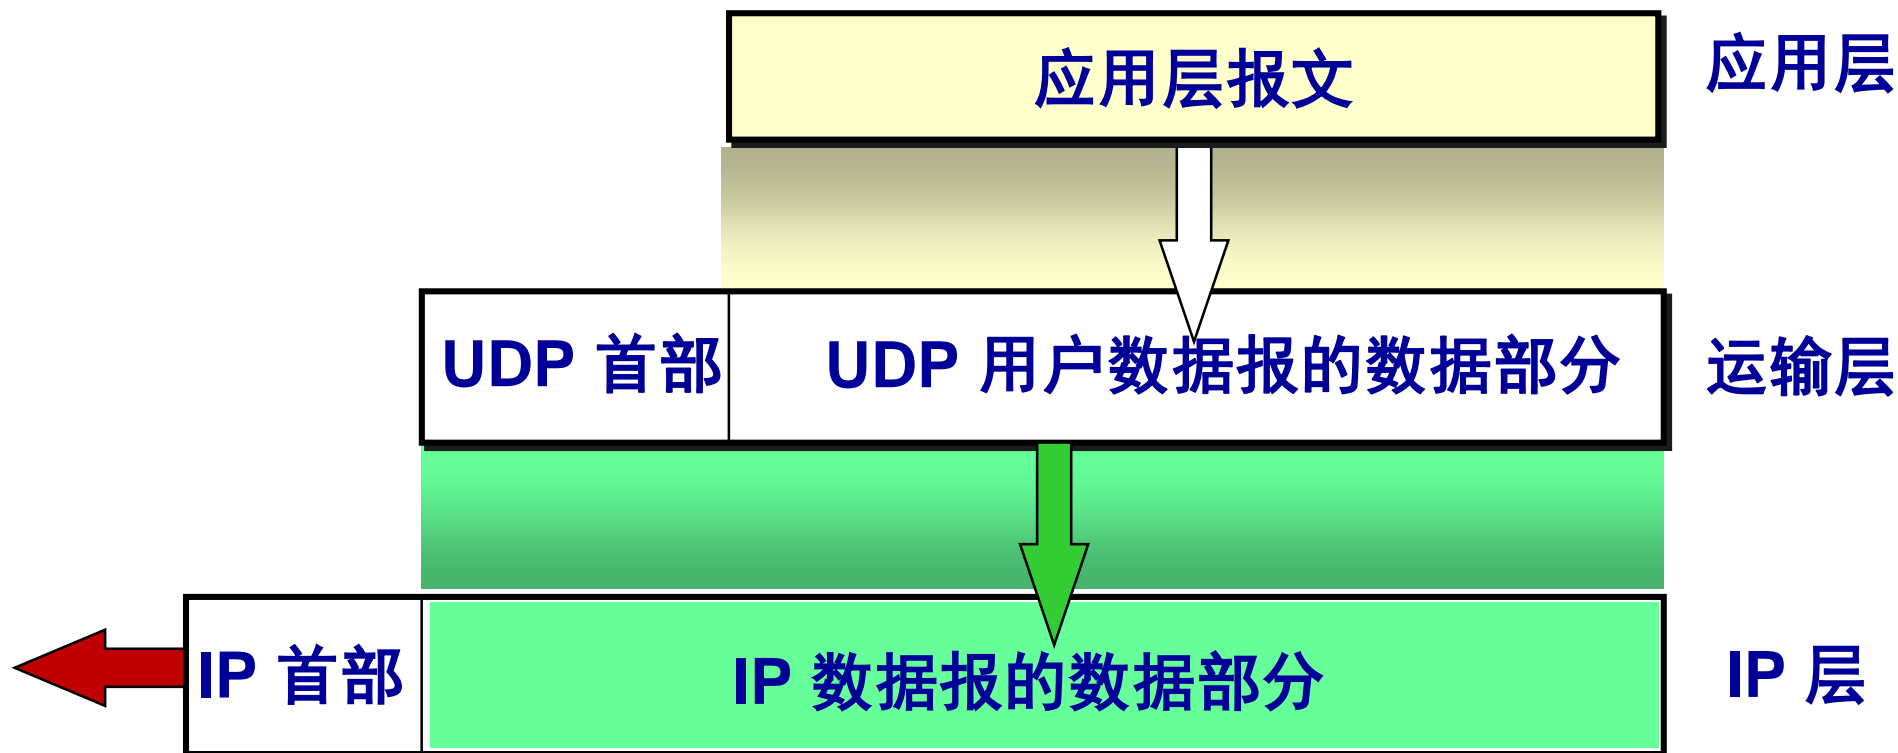 应用层报文
应用层
UDP 首部
UDP 用户数据报的数据部分
运输层
IP 首部
IP 数据报的数据部分
IP 层